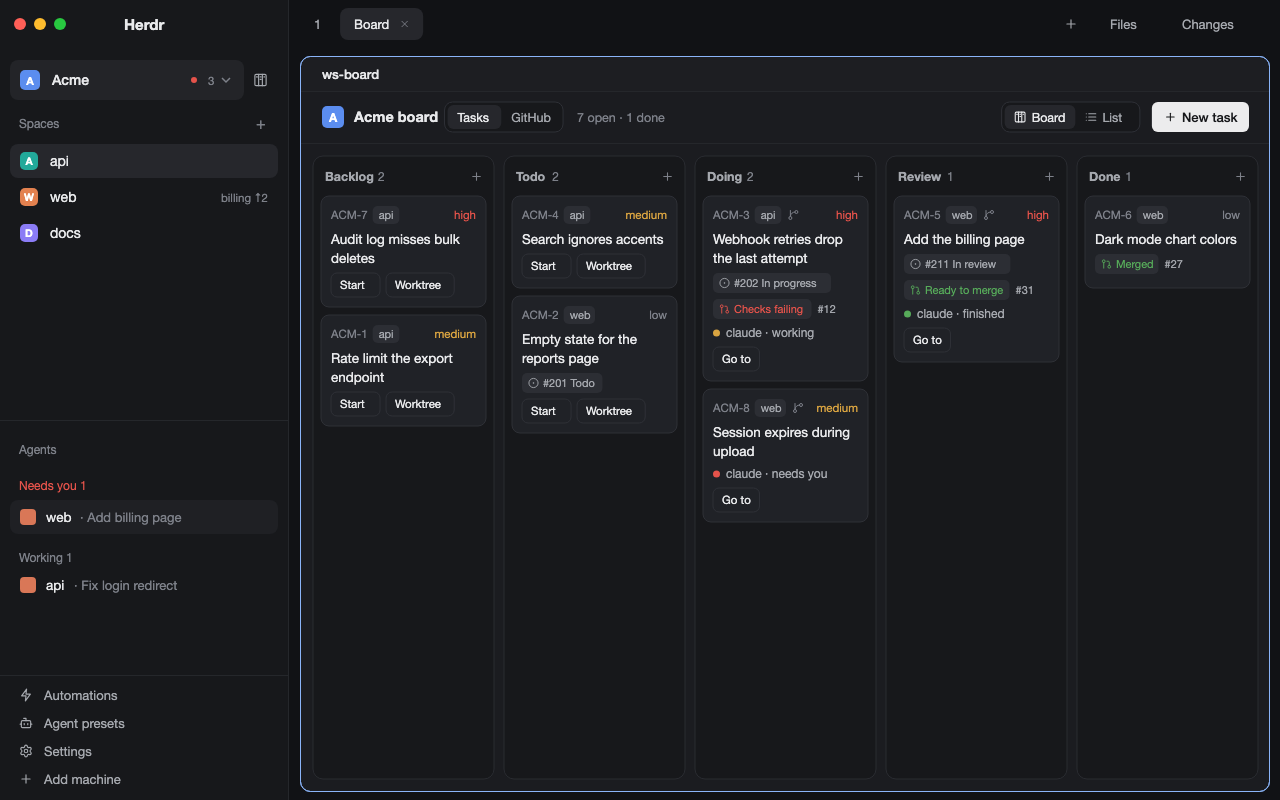 Herdr
A Acme 3
Spaces
A api
W web billing ↑2
D docs
Agents
Needs you 1
web · Add billing page
Working 1
api · Fix login redirect
Automations
Agent presets
Settings
Add machine
1 Board Files Changes
ws-board
A Acme board Tasks GitHub 7 open · 1 done Board List New task
Backlog 2
ACM-7 api high
Audit log misses bulk
deletes
Start Worktree
ACM-1 api medium
Rate limit the export
endpoint
Start Worktree
Todo 2
ACM-4 api medium
Search ignores accents
Start Worktree
ACM-2 web low
Empty state for the
reports page
#201 Todo
Start Worktree
Doing 2
ACM-3 api high
Webhook retries drop
the last attempt
#202 In progress
Checks failing #12
claude · working
Go to
ACM-8 web medium
Session expires during
upload
claude · needs you
Go to
Review 1
ACM-5 web high
Add the billing page
#211 In review
Ready to merge #31
claude · finished
Go to
Done 1
ACM-6 web low
Dark mode chart colors
Merged #27